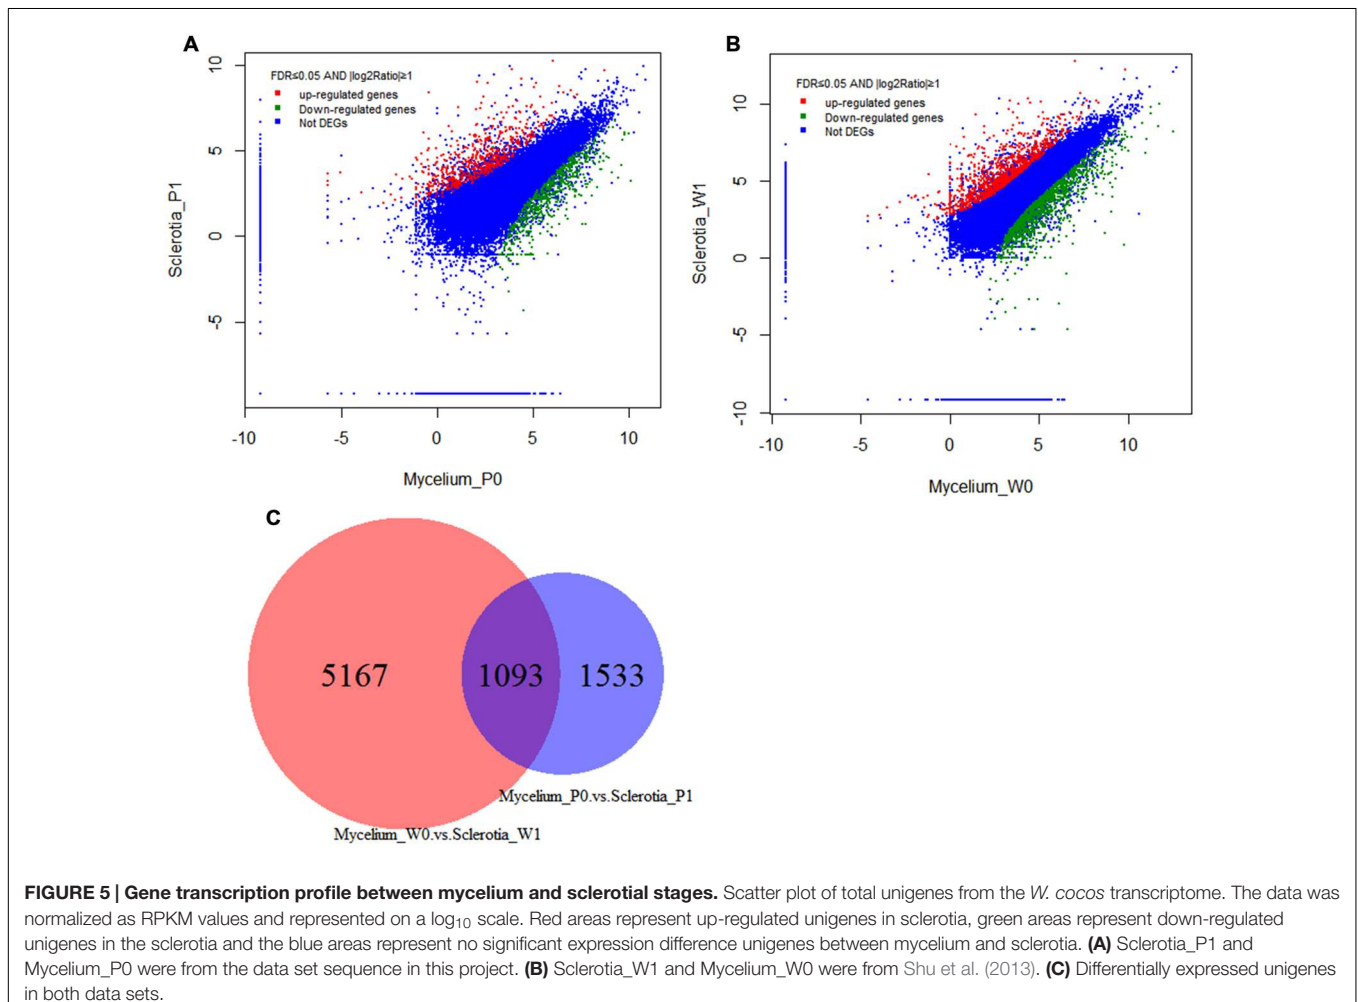 A
FDR≤0.05 AND |log2Ratio|≥1
up-regulated genes
Down-regulated genes
Not DEGs
10
5
0
-5
Sclerotia_P1
-10 -5 0 5 10
Mycelium_P0
B
FDR≤0.05 AND |log2Ratio|≥1
up-regulated genes
Down-regulated genes
Not DEGs
10
5
0
-5
-10
Sclerotia_W1
-10 -5 0 5 10
Mycelium_W0
C
5167 1093 1533
Mycelium_P0.vs.Sclerotia_P1
Mycelium_W0.vs.Sclerotia_W1
FIGURE 5 | Gene transcription profile between mycelium and sclerotial stages. Scatter plot of total unigenes from the W. cocos transcriptome. The data was
normalized as RPKM values and represented on a log10 scale. Red areas represent up-regulated unigenes in sclerotia, green areas represent down-regulated
unigenes in the sclerotia and the blue areas represent no significant expression difference unigenes between mycelium and sclerotia. (A) Sclerotia_P1 and
Mycelium_P0 were from the data set sequence in this project. (B) Sclerotia_W1 and Mycelium_W0 were from Shu et al. (2013). (C) Differentially expressed unigenes
in both data sets.